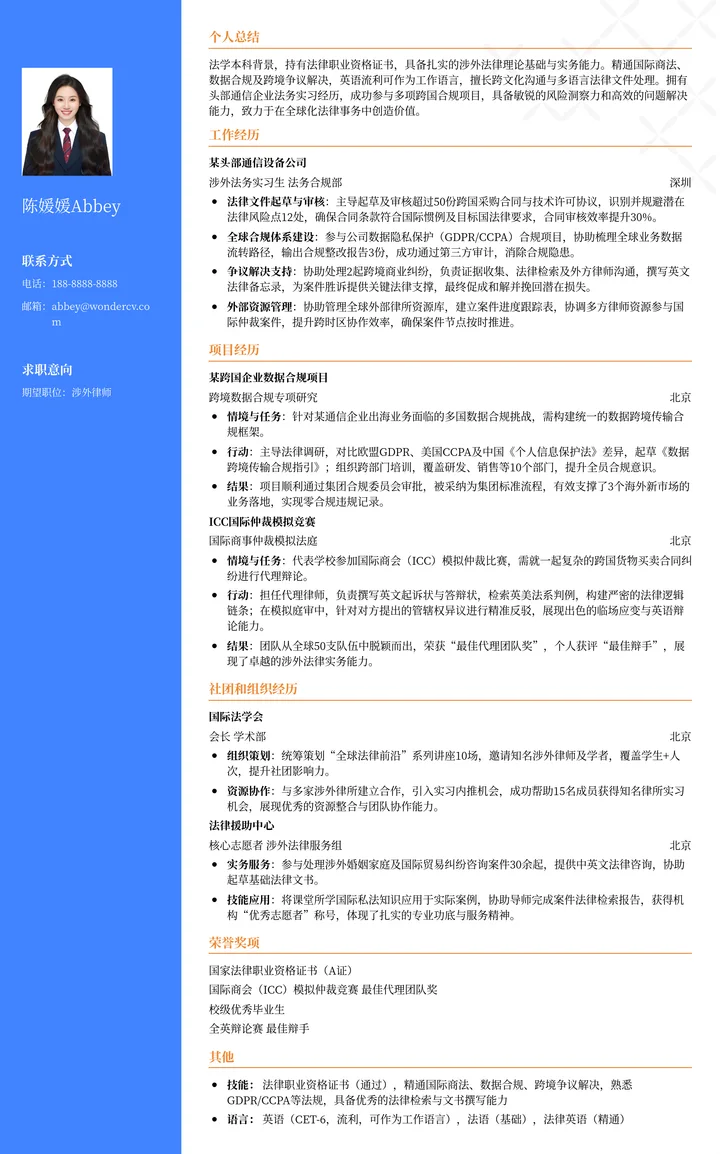 陈媛媛Abbey
联系方式
电话：188-8888-8888
邮箱：abbey@wondercv.co
m
求职意向
期望职位：涉外律师
个人总结
法学本科背景，持有法律职业资格证书，具备扎实的涉外法律理论基础与实务能力。精通国际商法、
数据合规及跨境争议解决，英语流利可作为工作语言，擅长跨文化沟通与多语言法律文件处理。拥有
头部通信企业法务实习经历，成功参与多项跨国合规项目，具备敏锐的风险洞察力和高效的问题解决
能力，致力于在全球化法律事务中创造价值。
工作经历
某头部通信设备公司
涉外法务实习生 法务合规部 深圳
• 法律文件起草与审核：主导起草及审核超过50份跨国采购合同与技术许可协议，识别并规避潜在
法律风险点12处，确保合同条款符合国际惯例及目标国法律要求，合同审核效率提升30%。
• 全球合规体系建设：参与公司数据隐私保护（GDPR/CCPA）合规项目，协助梳理全球业务数据
流转路径，输出合规整改报告3份，成功通过第三方审计，消除合规隐患。
• 争议解决支持：协助处理2起跨境商业纠纷，负责证据收集、法律检索及外方律师沟通，撰写英文
法律备忘录，为案件胜诉提供关键法律支撑，最终促成和解并挽回潜在损失。
• 外部资源管理：协助管理全球外部律所资源库，建立案件进度跟踪表，协调多方律师资源参与国
际仲裁案件，提升跨时区协作效率，确保案件节点按时推进。
项目经历
某跨国企业数据合规项目
跨境数据合规专项研究 北京
• 情境与任务：针对某通信企业出海业务面临的多国数据合规挑战，需构建统一的数据跨境传输合
规框架。
• 行动：主导法律调研，对比欧盟GDPR、美国CCPA及中国《个人信息保护法》差异，起草《数据
跨境传输合规指引》；组织跨部门培训，覆盖研发、销售等10个部门，提升全员合规意识。
• 结果：项目顺利通过集团合规委员会审批，被采纳为集团标准流程，有效支撑了3个海外新市场的
业务落地，实现零合规违规记录。
ICC国际仲裁模拟竞赛
国际商事仲裁模拟法庭 北京
• 情境与任务：代表学校参加国际商会（ICC）模拟仲裁比赛，需就一起复杂的跨国货物买卖合同纠
纷进行代理辩论。
• 行动：担任代理律师，负责撰写英文起诉状与答辩状，检索英美法系判例，构建严密的法律逻辑
链条；在模拟庭审中，针对对方提出的管辖权异议进行精准反驳，展现出色的临场应变与英语辩
论能力。
• 结果：团队从全球50支队伍中脱颖而出，荣获“最佳代理团队奖”，个人获评“最佳辩手”，展
现了卓越的涉外法律实务能力。
社团和组织经历
国际法学会
会长 学术部 北京
• 组织策划：统筹策划“全球法律前沿”系列讲座10场，邀请知名涉外律师及学者，覆盖学生+人
次，提升社团影响力。
• 资源协作：与多家涉外律所建立合作，引入实习内推机会，成功帮助15名成员获得知名律所实习
机会，展现优秀的资源整合与团队协作能力。
法律援助中心
核心志愿者 涉外法律服务组 北京
• 实务服务：参与处理涉外婚姻家庭及国际贸易纠纷咨询案件30余起，提供中英文法律咨询，协助
起草基础法律文书。
• 技能应用：将课堂所学国际私法知识应用于实际案例，协助导师完成案件法律检索报告，获得机
构“优秀志愿者”称号，体现了扎实的专业功底与服务精神。
荣誉奖项
国家法律职业资格证书（A证）
国际商会（ICC）模拟仲裁竞赛 最佳代理团队奖
校级优秀毕业生
全英辩论赛 最佳辩手
其他
• 技能： 法律职业资格证书（通过），精通国际商法、数据合规、跨境争议解决，熟悉
GDPR/CCPA等法规，具备优秀的法律检索与文书撰写能力
• 语言： 英语（CET-6，流利，可作为工作语言），法语（基础），法律英语（精通）